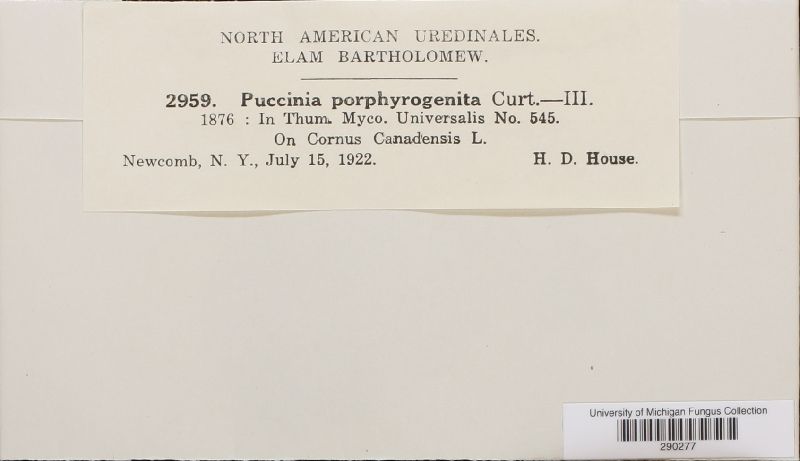 NORTH AMERICAN UREDINALES.
ELAM BARTHOLOMEW.
2959. Puccinia porphyrogenita Curt.—III.
1876 : In Thum. Myco. Universalis No. 545.
On Cornus Canadensis L.
Newcomb, N. Y., July 15, 1922. H. D. House.
University of Michigan Fungus Collection
290277